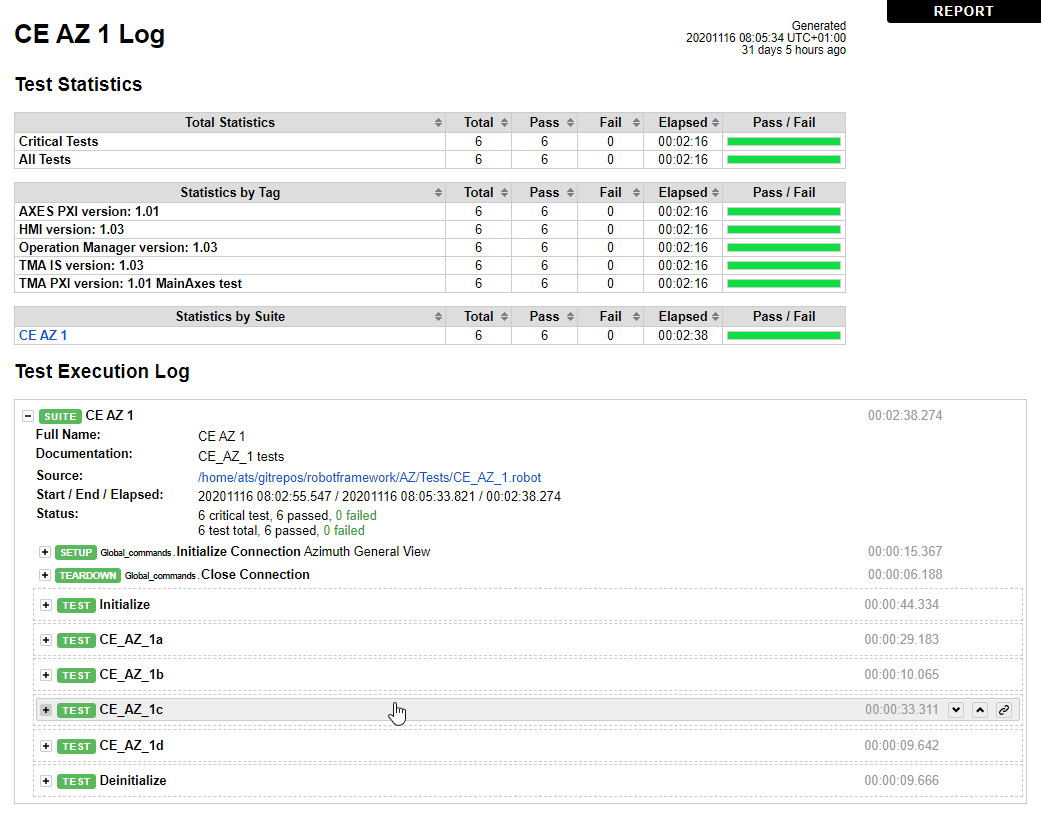 REPORT
CE AZ 1 Log
Generated
20201116 08:05:34 UTC+01:00
31 days 5 hours ago
Test Statistics
Total Statistics Total Pass Fail Elapsed Pass / Fail
Critical Tests 6 6 0 00:02:16
All Tests 6 6 0 00:02:16
Statistics by Tag Total Pass Fail Elapsed Pass / Fail
AXES PXI version: 1.01 6 6 0 00:02:16
HMI version: 1.03 6 6 0 00:02:16
Operation Manager version: 1.03 6 6 0 00:02:16
TMA IS version: 1.03 6 6 0 00:02:16
TMA PXI version: 1.01 MainAxes test 6 6 0 00:02:16
Statistics by Suite Total Pass Fail Elapsed Pass / Fail
CE AZ 1 6 6 0 00:02:38
Test Execution Log
SUITE CE AZ 1 00:02:38.274
Full Name: CE AZ 1
Documentation: CE_AZ_1 tests
Source: /home/ats/gitrepos/robotframework/AZ/Tests/CE_AZ_1.robot
Start / End / Elapsed: 20201116 08:02:55.547 / 20201116 08:05:33.821 / 00:02:38.274
Status: 6 critical test, 6 passed, 0 failed
6 test total, 6 passed, 0 failed
SETUP Global_commands.Initialize Connection Azimuth General View 00:00:15.367
TEARDOWN Global_commands.Close Connection 00:00:06.188
TEST Initialize 00:00:44.334
TEST CE_AZ_1a 00:00:29.183
TEST CE_AZ_1b 00:00:10.065
TEST CE_AZ_1c 00:00:33.311
TEST CE_AZ_1d 00:00:09.642
TEST Deinitialize 00:00:09.666